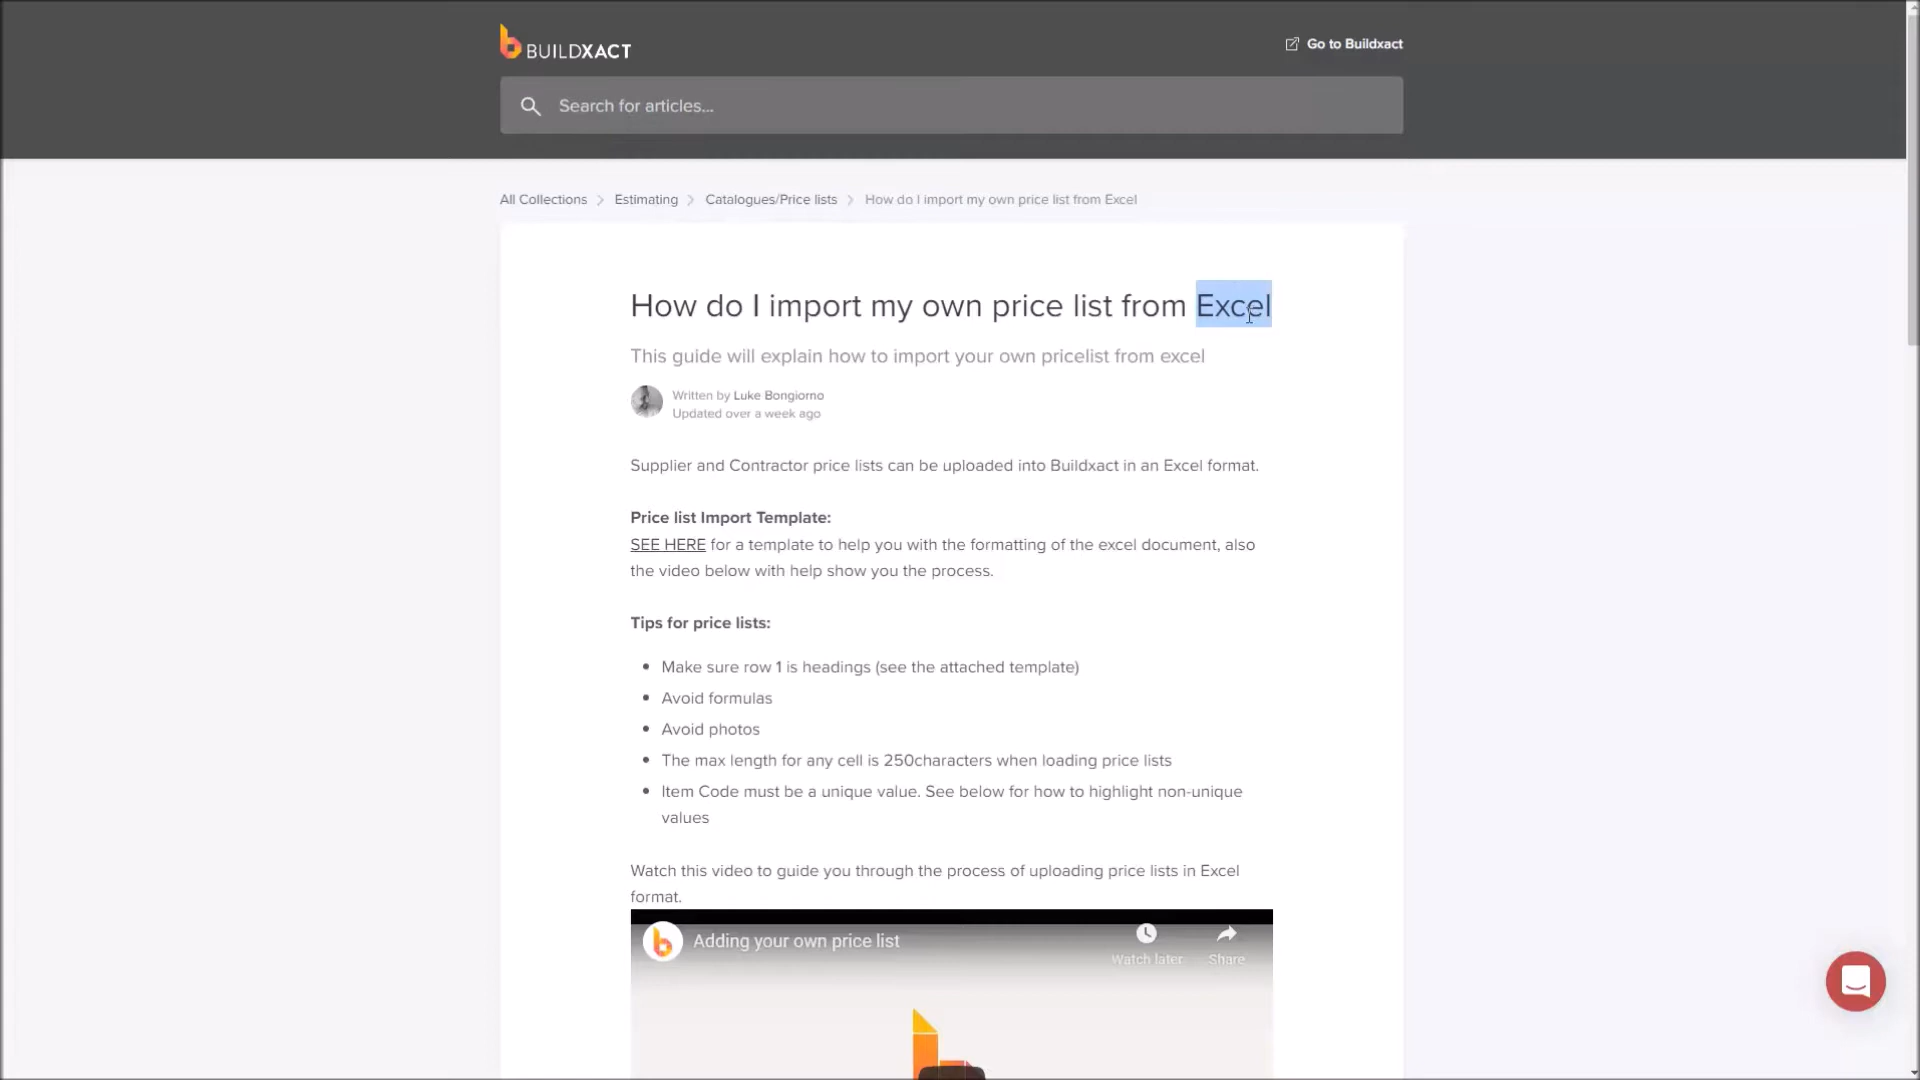 BUILDXACT
Go to Buildxact
Search for articles...
All Collections > Estimating > Catalogues/Price lists > How do I import my own price list from Excel
How do I import my own price list from Excel
This guide will explain how to import your own pricelist from excel
Written by Luke Bongiorno
Updated over a week ago
Supplier and Contractor price lists can be uploaded into Buildxact in an Excel format.
Price list Import Template:
SEE HERE for a template to help you with the formatting of the excel document, also
the video below with help show you the process.
Tips for price lists:
• Make sure row 1 is headings (see the attached template)
• Avoid formulas
• Avoid photos
• The max length for any cell is 250characters when loading price lists
• Item Code must be a unique value. See below for how to highlight non-unique
values
Watch this video to guide you through the process of uploading price lists in Excel
format.
Adding your own price list
Watch later
Share